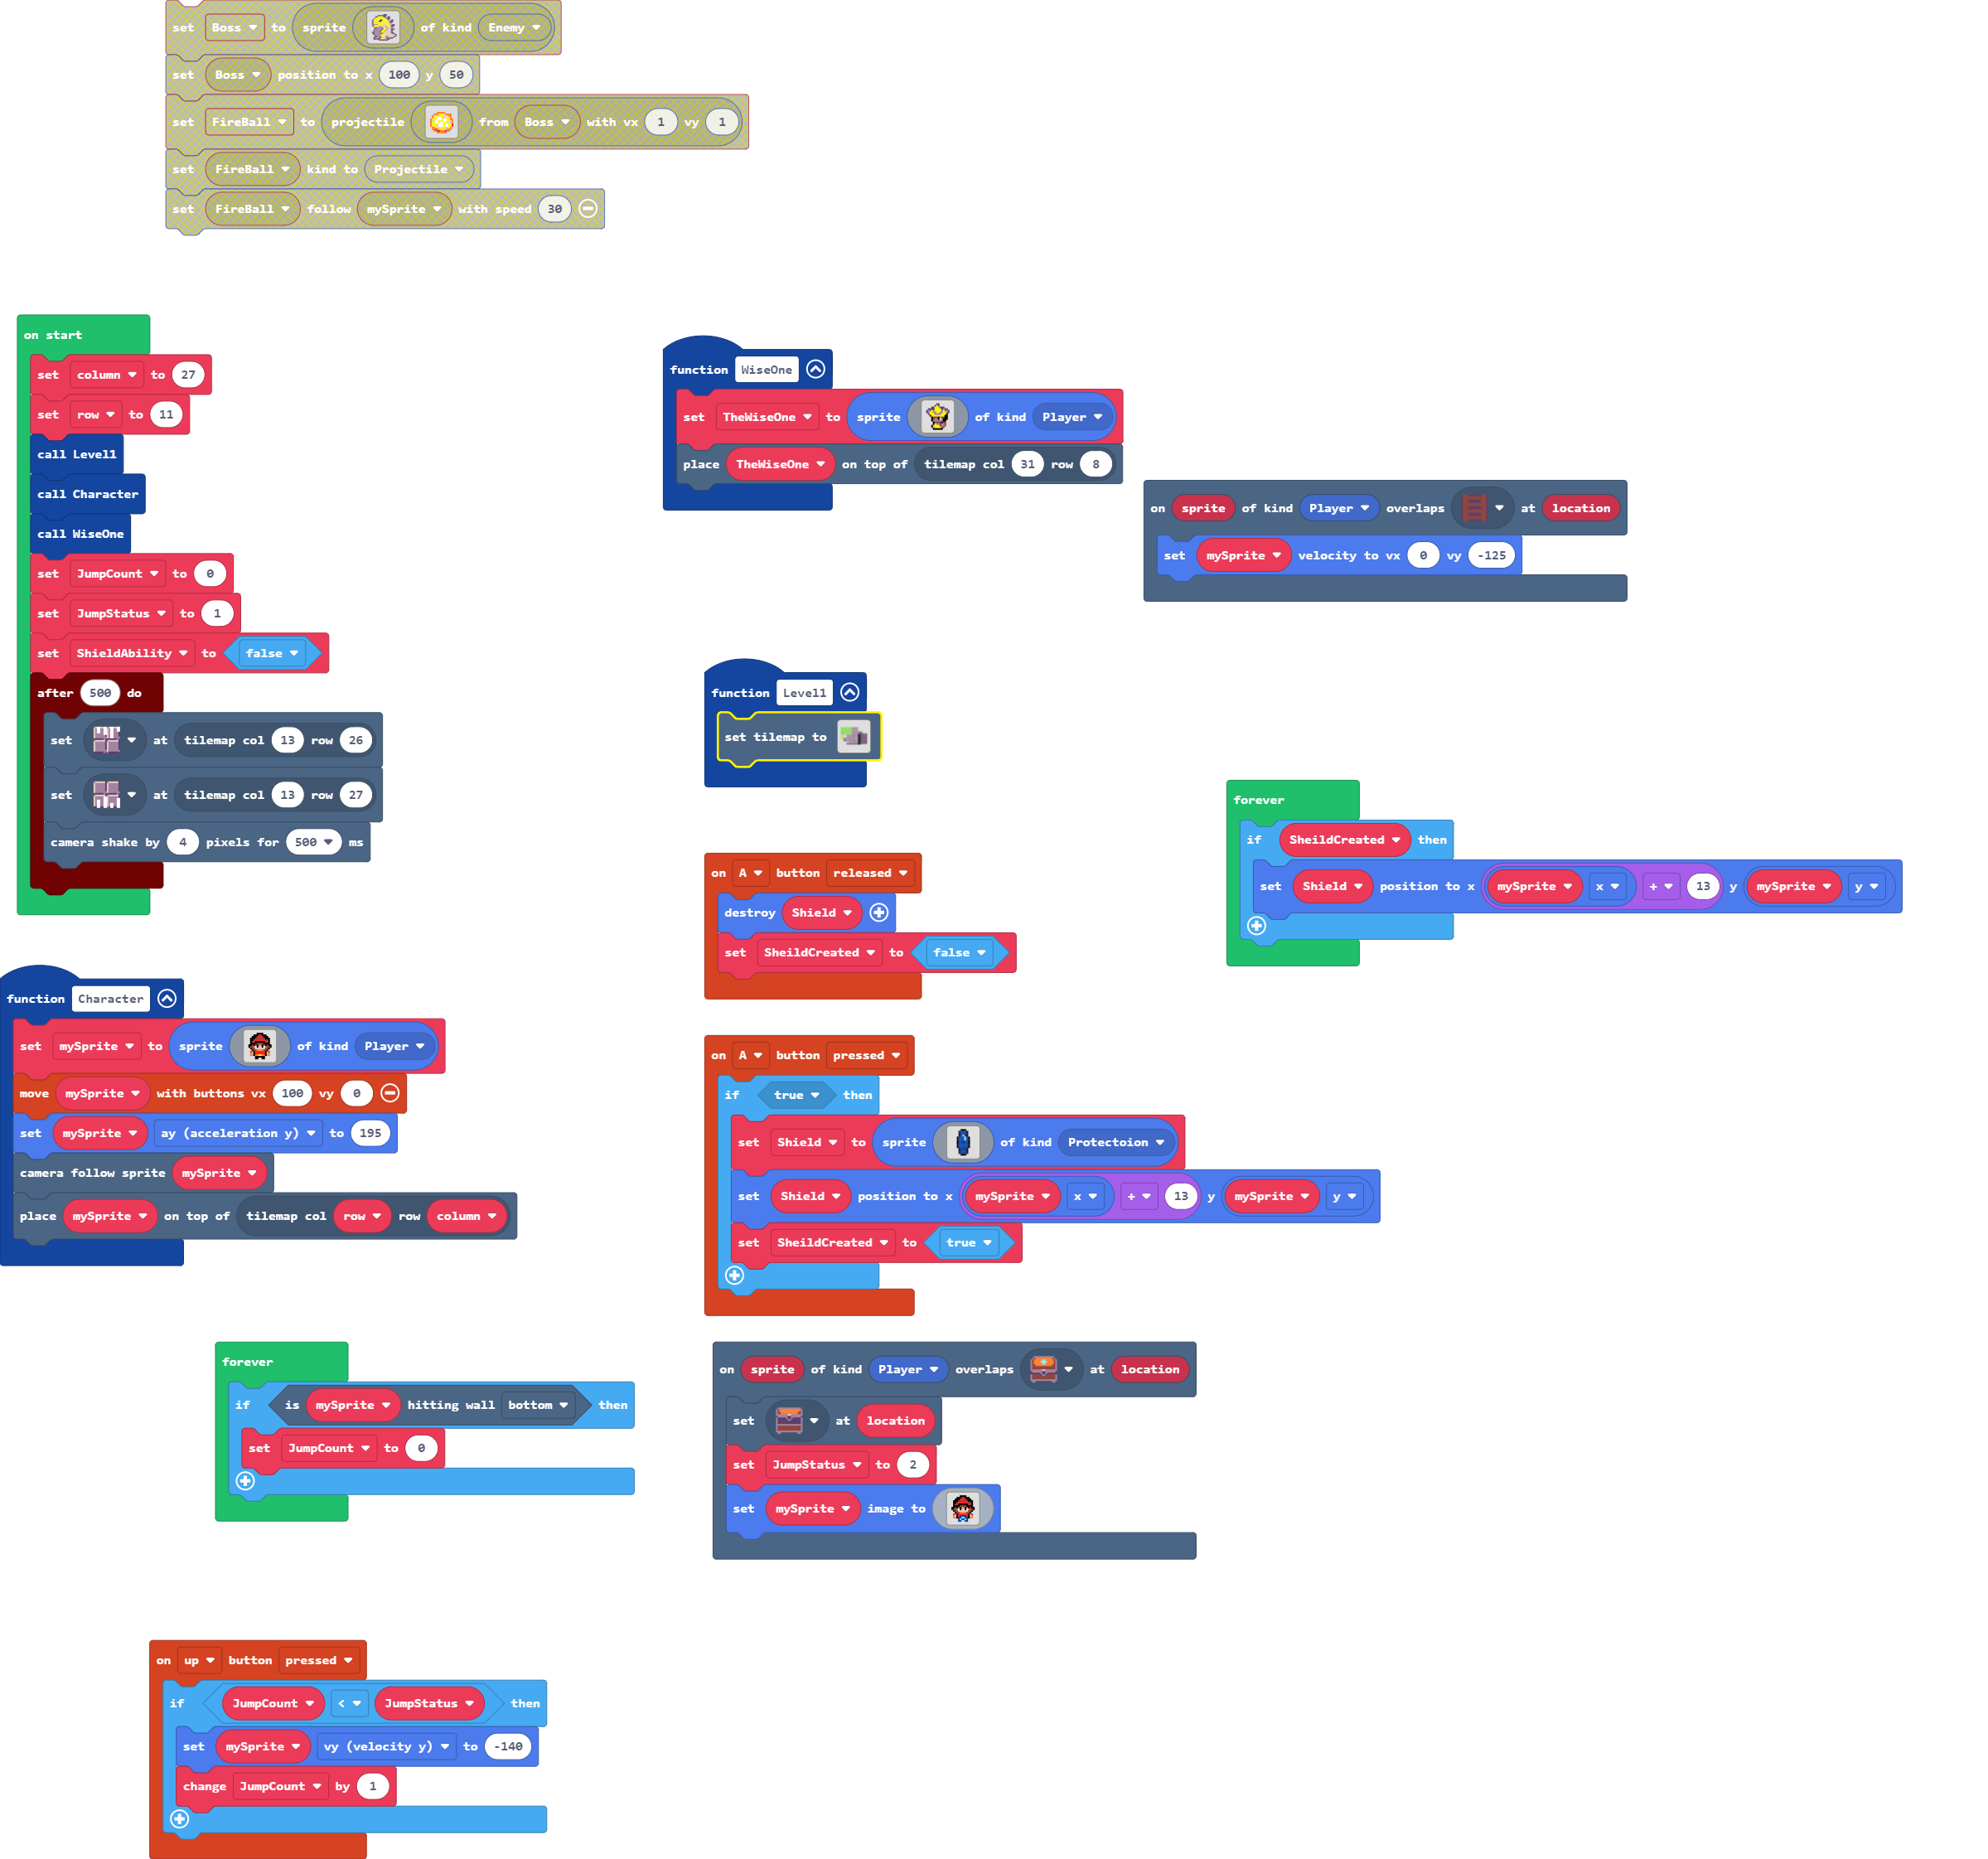 set Boss to sprite of kind Enemy
set Boss position to x 100 y 50
set FireBall to projectile from Boss with vx 1 vy 1
set FireBall kind to Projectile
set FireBall follow mySprite with speed 30
on start
set column to 27
set row to 11
call Level1
call Character
call WiseOne
set JumpCount to 0
set JumpStatus to 1
set ShieldAbility to false
after 500 do
set at tilemap col 13 row 26
set at tilemap col 13 row 27
camera shake by 4 pixels for 500 ms
function WiseOne
set TheWiseOne to sprite of kind Player
place TheWiseOne on top of tilemap col 31 row 8
on sprite of kind Player overlaps at location
set mySprite velocity to vx 0 vy -125
function Level1
set tilemap to
forever
if SheildCreated then
set Shield position to x mySprite x + 13 y mySprite y
on A button released
destroy Shield
set SheildCreated to false
function Character
set mySprite to sprite of kind Player
move mySprite with buttons vx 100 vy 0
set mySprite ay (acceleration y) to 195
camera follow sprite mySprite
place mySprite on top of tilemap col row row column
on A button pressed
if true then
set Shield to sprite of kind Protectoion
set Shield position to x mySprite x + 13 y mySprite y
set SheildCreated to true
forever
if is mySprite hitting wall bottom then
set JumpCount to 0
on sprite of kind Player overlaps at location
set at location
set JumpStatus to 2
set mySprite image to
on up button pressed
if JumpCount < JumpStatus then
set mySprite vy (velocity y) to -140
change JumpCount by 1